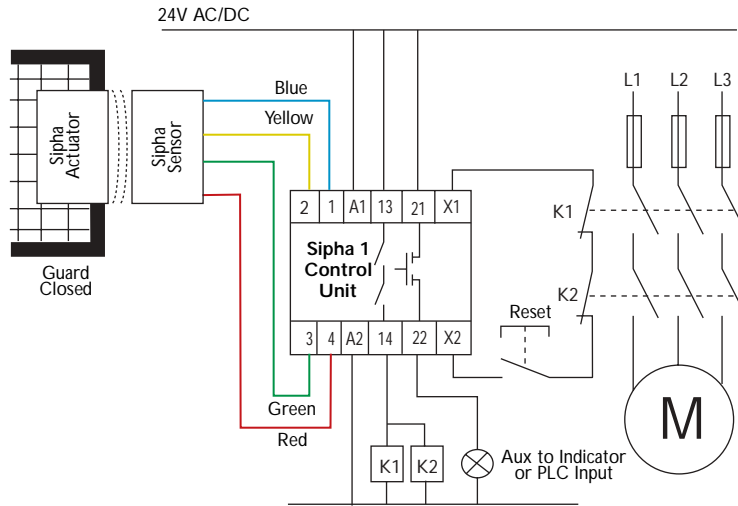 24V AC/DC
L1 L2 L3
Blue
Yellow
Sipha
Actuator
Sipha
Sensor
2 1 A1 13 21 X1
K1
Sipha 1
Control
Unit
Guard
Closed
K2
Reset
3 4 A2 14 22 X2
Green
Red
M
K1 K2
Aux to Indicator
or PLC Input